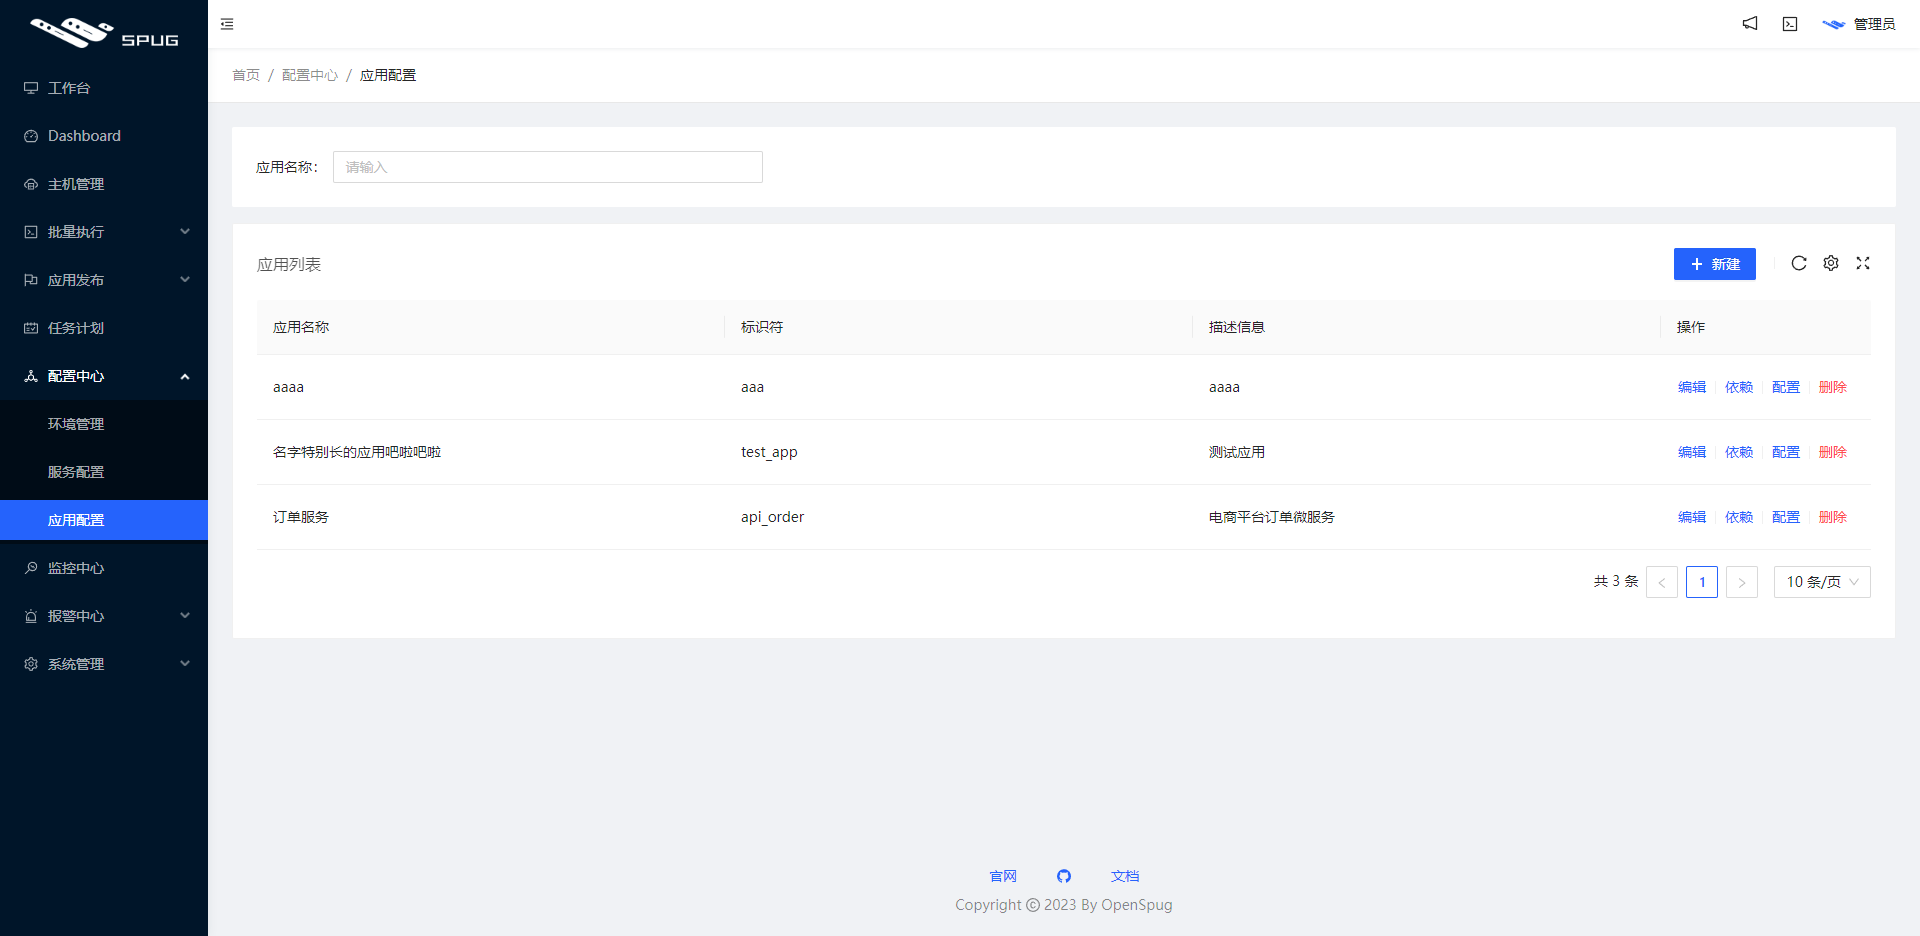 SPUG
管理员
工作台
Dashboard
主机管理
批量执行
应用发布
任务计划
配置中心
环境管理
服务配置
应用配置
监控中心
报警中心
系统管理
首页 / 配置中心 / 应用配置
应用名称： 请输入
应用列表
新建
应用名称 标识符 描述信息 操作
aaaa aaa aaaa 编辑 依赖 配置 删除
名字特别长的应用吧啦吧啦 test_app 测试应用 编辑 依赖 配置 删除
订单服务 api_order 电商平台订单微服务 编辑 依赖 配置 删除
共 3 条 < 1 > 10 条/页
官网 文档
Copyright © 2023 By OpenSpug